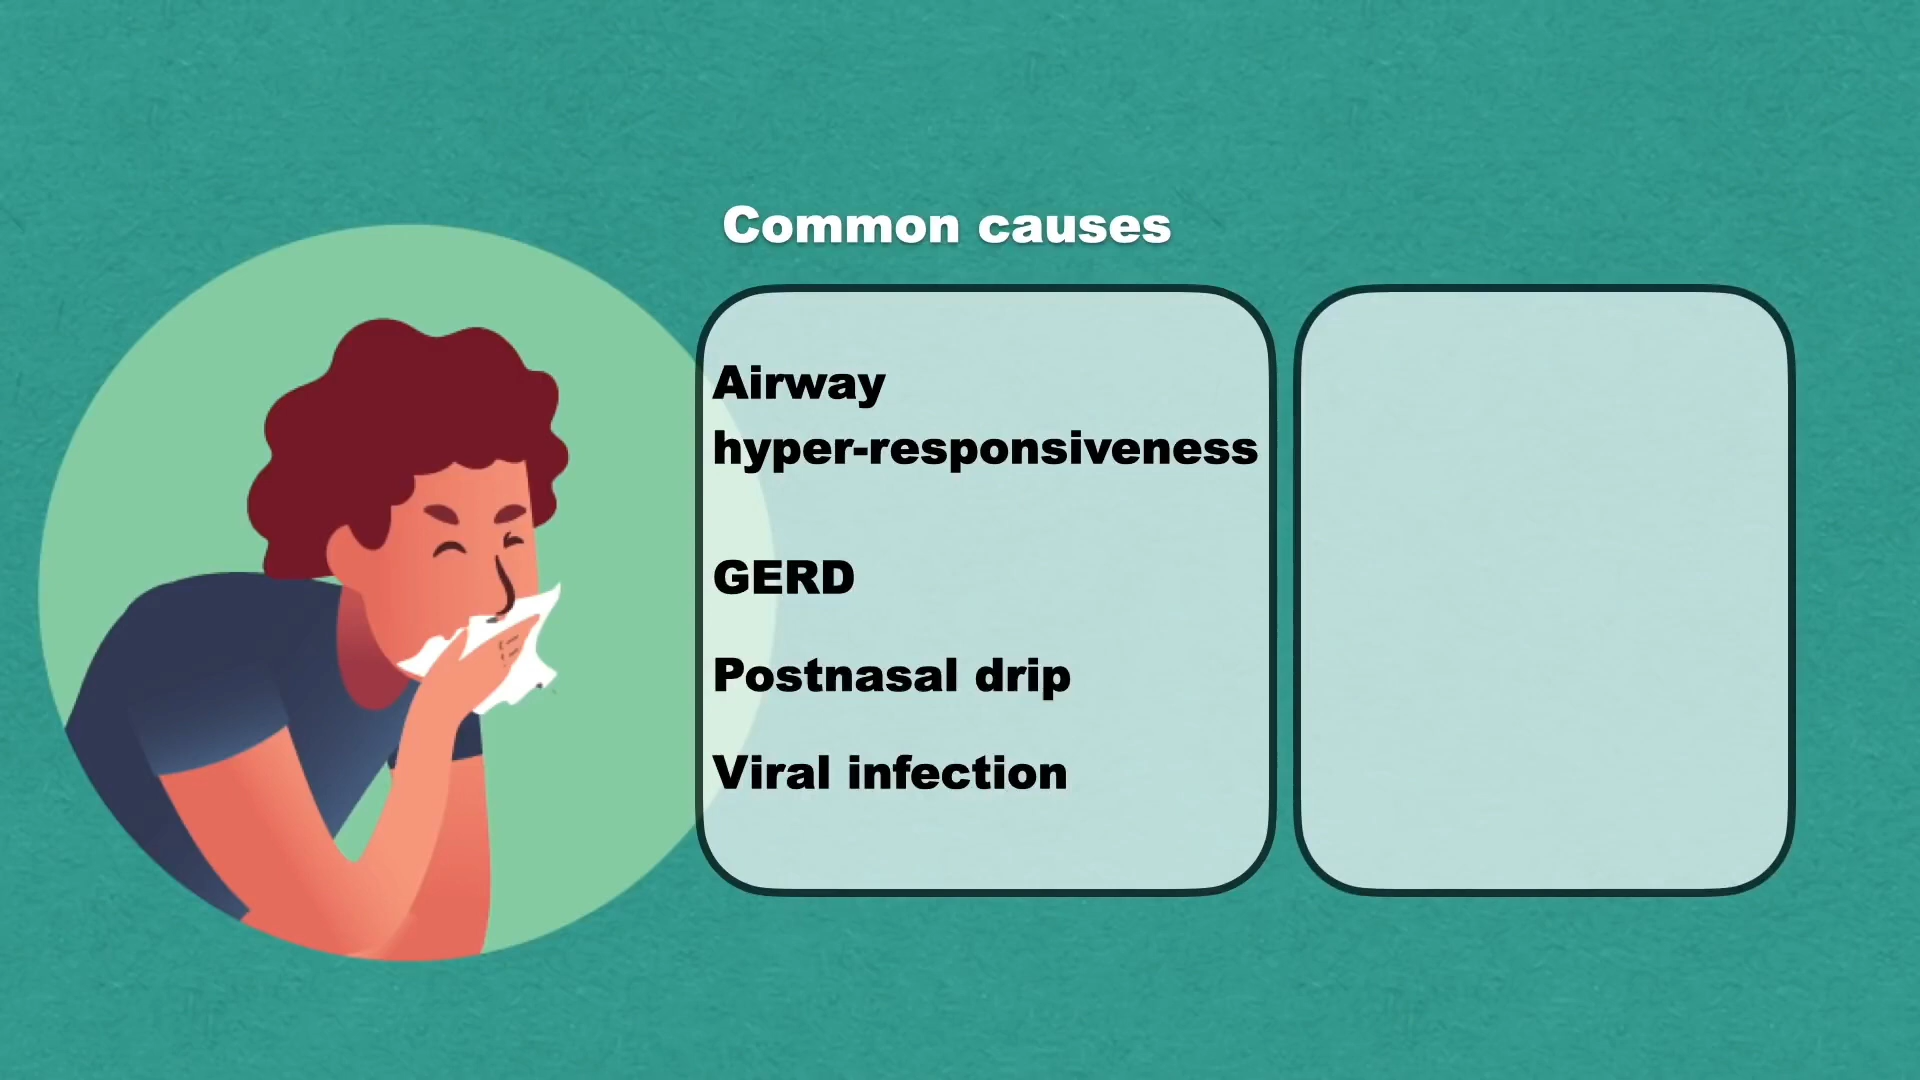 Common causes
Airway
hyper-responsiveness
GERD
Postnasal drip
Viral infection